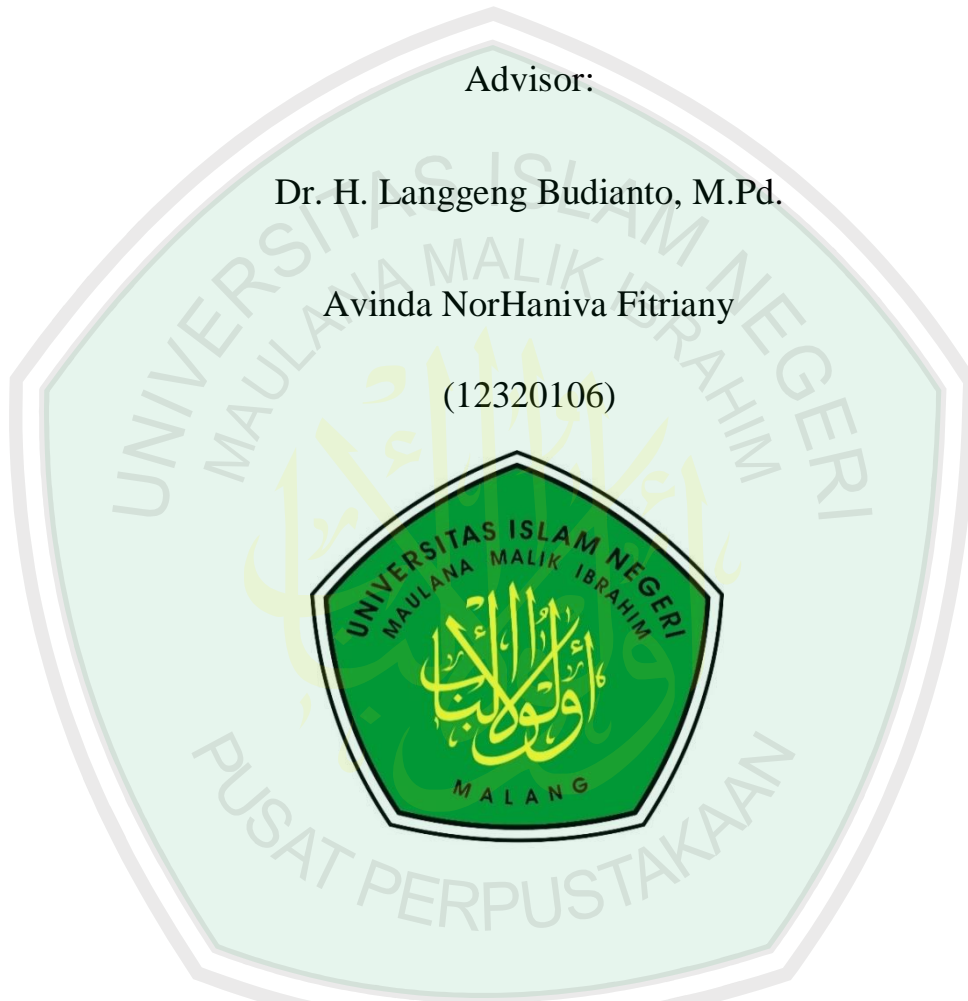 Advisor:
Dr. H. Langgeng Budianto, M.Pd.
Avinda NorHaniva Fitriany
(12320106)
UNIVERSITAS ISLAM NEGERI
MAULANA MALIK IBRAHIM
أولوا الألباب
MALANG
UNIVERSITAS ISLAM NEGERI
MAULANA MALIK IBRAHIM
PUSAT PERPUSTAKAAN